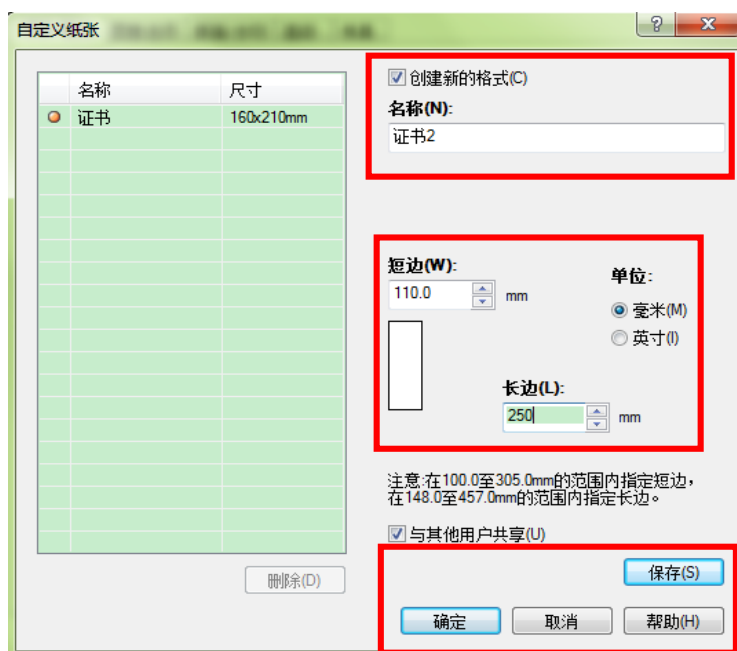 自定义纸张
名称 尺寸
证书 160x210mm
删除(D)
创建新的格式(C)
名称(N):
证书2
短边(W):
110.0 mm
单位:
毫米(M)
英寸(I)
长边(L):
250 mm
注意:在100.0至305.0mm的范围内指定短边，
在148.0至457.0mm的范围内指定长边。
与其他用户共享(U)
保存(S)
确定 取消 帮助(H)